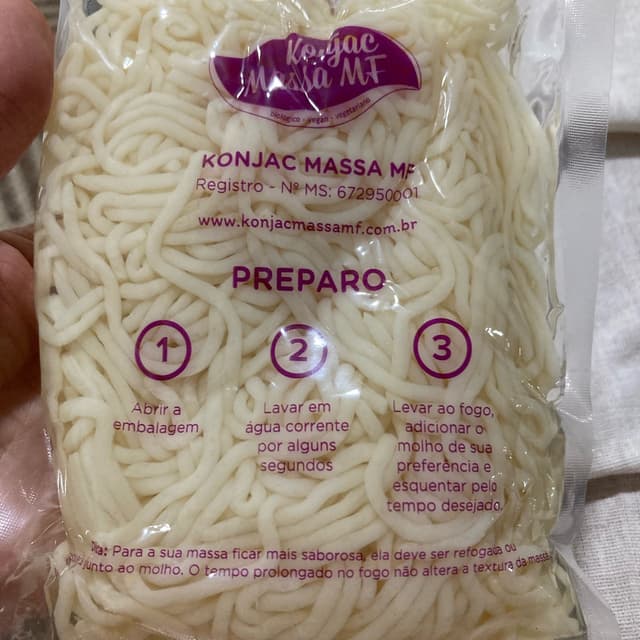 Konjac
Massa MF
biológico · vegan · vegetariano
KONJAC MASSA MF
Registro - Nº MS: 672950001
www.konjacmassamf.com.br
PREPARO
1
Abrir a
embalagem
2
Lavar em
água corrente
por alguns
segundos
3
Levar ao fogo,
adicionar o
molho de sua
preferência e
esquentar pelo
tempo desejado.
Para a sua massa ficar mais saborosa, ela deve ser refogada ou
junto ao molho. O tempo prolongado no fogo não altera a textura da massa.